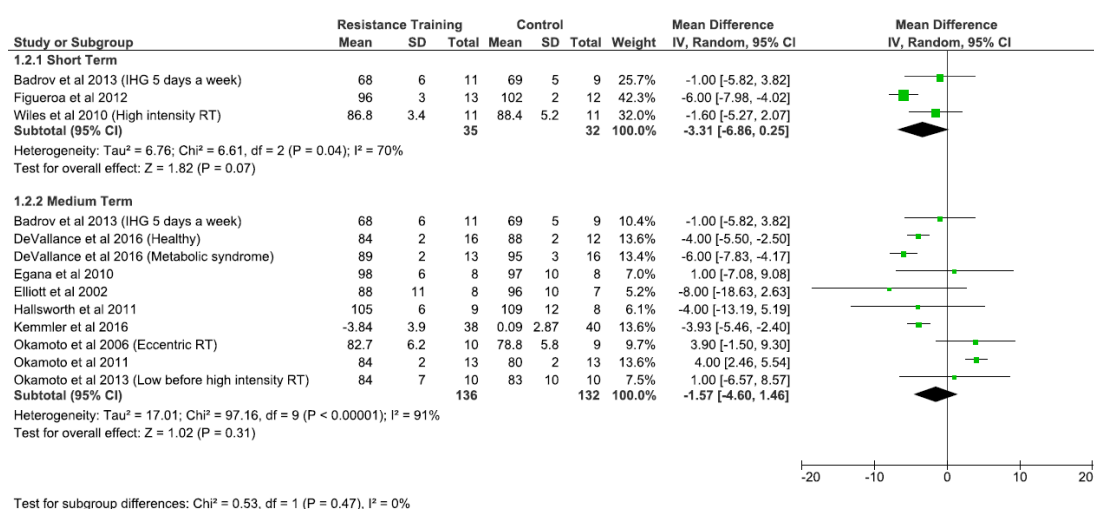 Resistance Training Control Mean Difference Mean Difference
Study or Subgroup Mean SD Total Mean SD Total Weight IV, Random, 95% CI IV, Random, 95% CI
1.2.1 Short Term
Badrov et al 2013 (IHG 5 days a week) 68 6 11 69 5 9 25.7% -1.00 [-5.82, 3.82]
Figueroa et al 2012 96 3 13 102 2 12 42.3% -6.00 [-7.98, -4.02]
Wiles et al 2010 (High intensity RT) 86.8 3.4 11 88.4 5.2 11 32.0% -1.60 [-5.27, 2.07]
Subtotal (95% CI) 35 32 100.0% -3.31 [-6.86, 0.25]
Heterogeneity: Tau² = 6.76; Chi² = 6.61, df = 2 (P = 0.04); I² = 70%
Test for overall effect: Z = 1.82 (P = 0.07)
1.2.2 Medium Term
Badrov et al 2013 (IHG 5 days a week) 68 6 11 69 5 9 10.4% -1.00 [-5.82, 3.82]
DeVallance et al 2016 (Healthy) 84 2 16 88 2 12 13.6% -4.00 [-5.50, -2.50]
DeVallance et al 2016 (Metabolic syndrome) 89 2 13 95 3 16 13.4% -6.00 [-7.83, -4.17]
Egana et al 2010 98 6 8 97 10 8 7.0% 1.00 [-7.08, 9.08]
Elliott et al 2002 88 11 8 96 10 7 5.2% -8.00 [-18.63, 2.63]
Hallsworth et al 2011 105 6 9 109 12 8 6.1% -4.00 [-13.19, 5.19]
Kemmler et al 2016 -3.84 3.9 38 0.09 2.87 40 13.6% -3.93 [-5.46, -2.40]
Okamoto et al 2006 (Eccentric RT) 82.7 6.2 10 78.8 5.8 9 9.7% 3.90 [-1.50, 9.30]
Okamoto et al 2011 84 2 13 80 2 13 13.6% 4.00 [2.46, 5.54]
Okamoto et al 2013 (Low before high intensity RT) 84 7 10 83 10 10 7.5% 1.00 [-6.57, 8.57]
Subtotal (95% CI) 136 132 100.0% -1.57 [-4.60, 1.46]
Heterogeneity: Tau² = 17.01; Chi² = 97.16, df = 9 (P < 0.00001); I² = 91%
Test for overall effect: Z = 1.02 (P = 0.31)
-20 -10 0 10 20
Test for subgroup differences: Chi² = 0.53, df = 1 (P = 0.47), I² = 0%